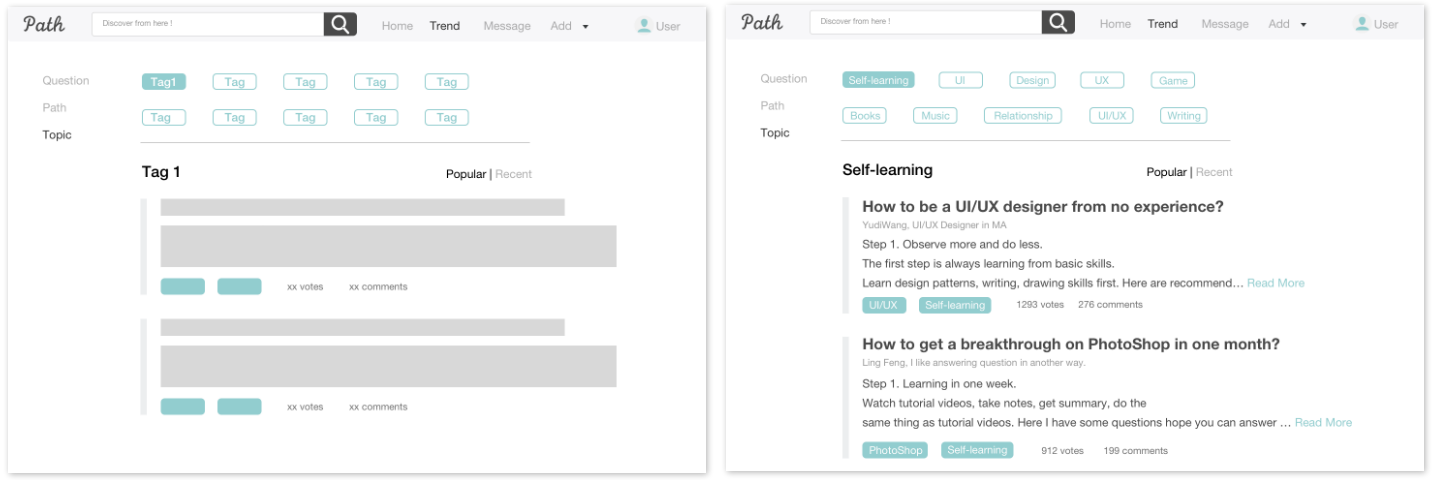 Path Discover from here ! Home Trend Message Add User
Question Tag1 Tag Tag Tag Tag
Path
Tag Tag Tag Tag Tag
Topic
Tag 1 Popular | Recent
xx votes xx comments
xx votes xx comments
Path Discover from here ! Home Trend Message Add User
Question Self-learning UI Design UX Game
Path
Books Music Relationship UI/UX Writing
Topic
Self-learning Popular | Recent
How to be a UI/UX designer from no experience?
YudiWang, UI/UX Designer in MA
Step 1. Observe more and do less.
The first step is always learning from basic skills.
Learn design patterns, writing, drawing skills first. Here are recommend… Read More
UI/UX Self-learning 1293 votes 276 comments
How to get a breakthrough on PhotoShop in one month?
Ling Feng, I like answering question in another way.
Step 1. Learning in one week.
Watch tutorial videos, take notes, get summary, do the
same thing as tutorial videos. Here I have some questions hope you can answer … Read More
PhotoShop Self-learning 912 votes 199 comments